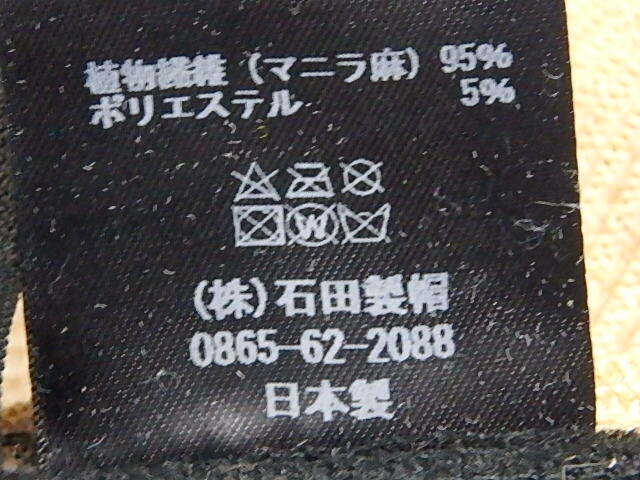 植物繊維（マニラ麻）95%
ポリエステル 5%
W
（株）石田製帽
0865-62-2088
日本製